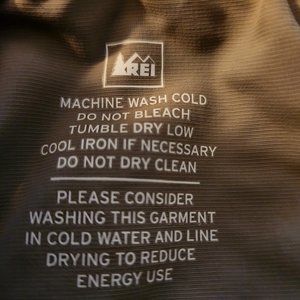 REI
MACHINE WASH COLD
DO NOT BLEACH
TUMBLE DRY LOW
COOL IRON IF NECESSARY
DO NOT DRY CLEAN
PLEASE CONSIDER
WASHING THIS GARMENT
IN COLD WATER AND LINE
DRYING TO REDUCE
ENERGY USE